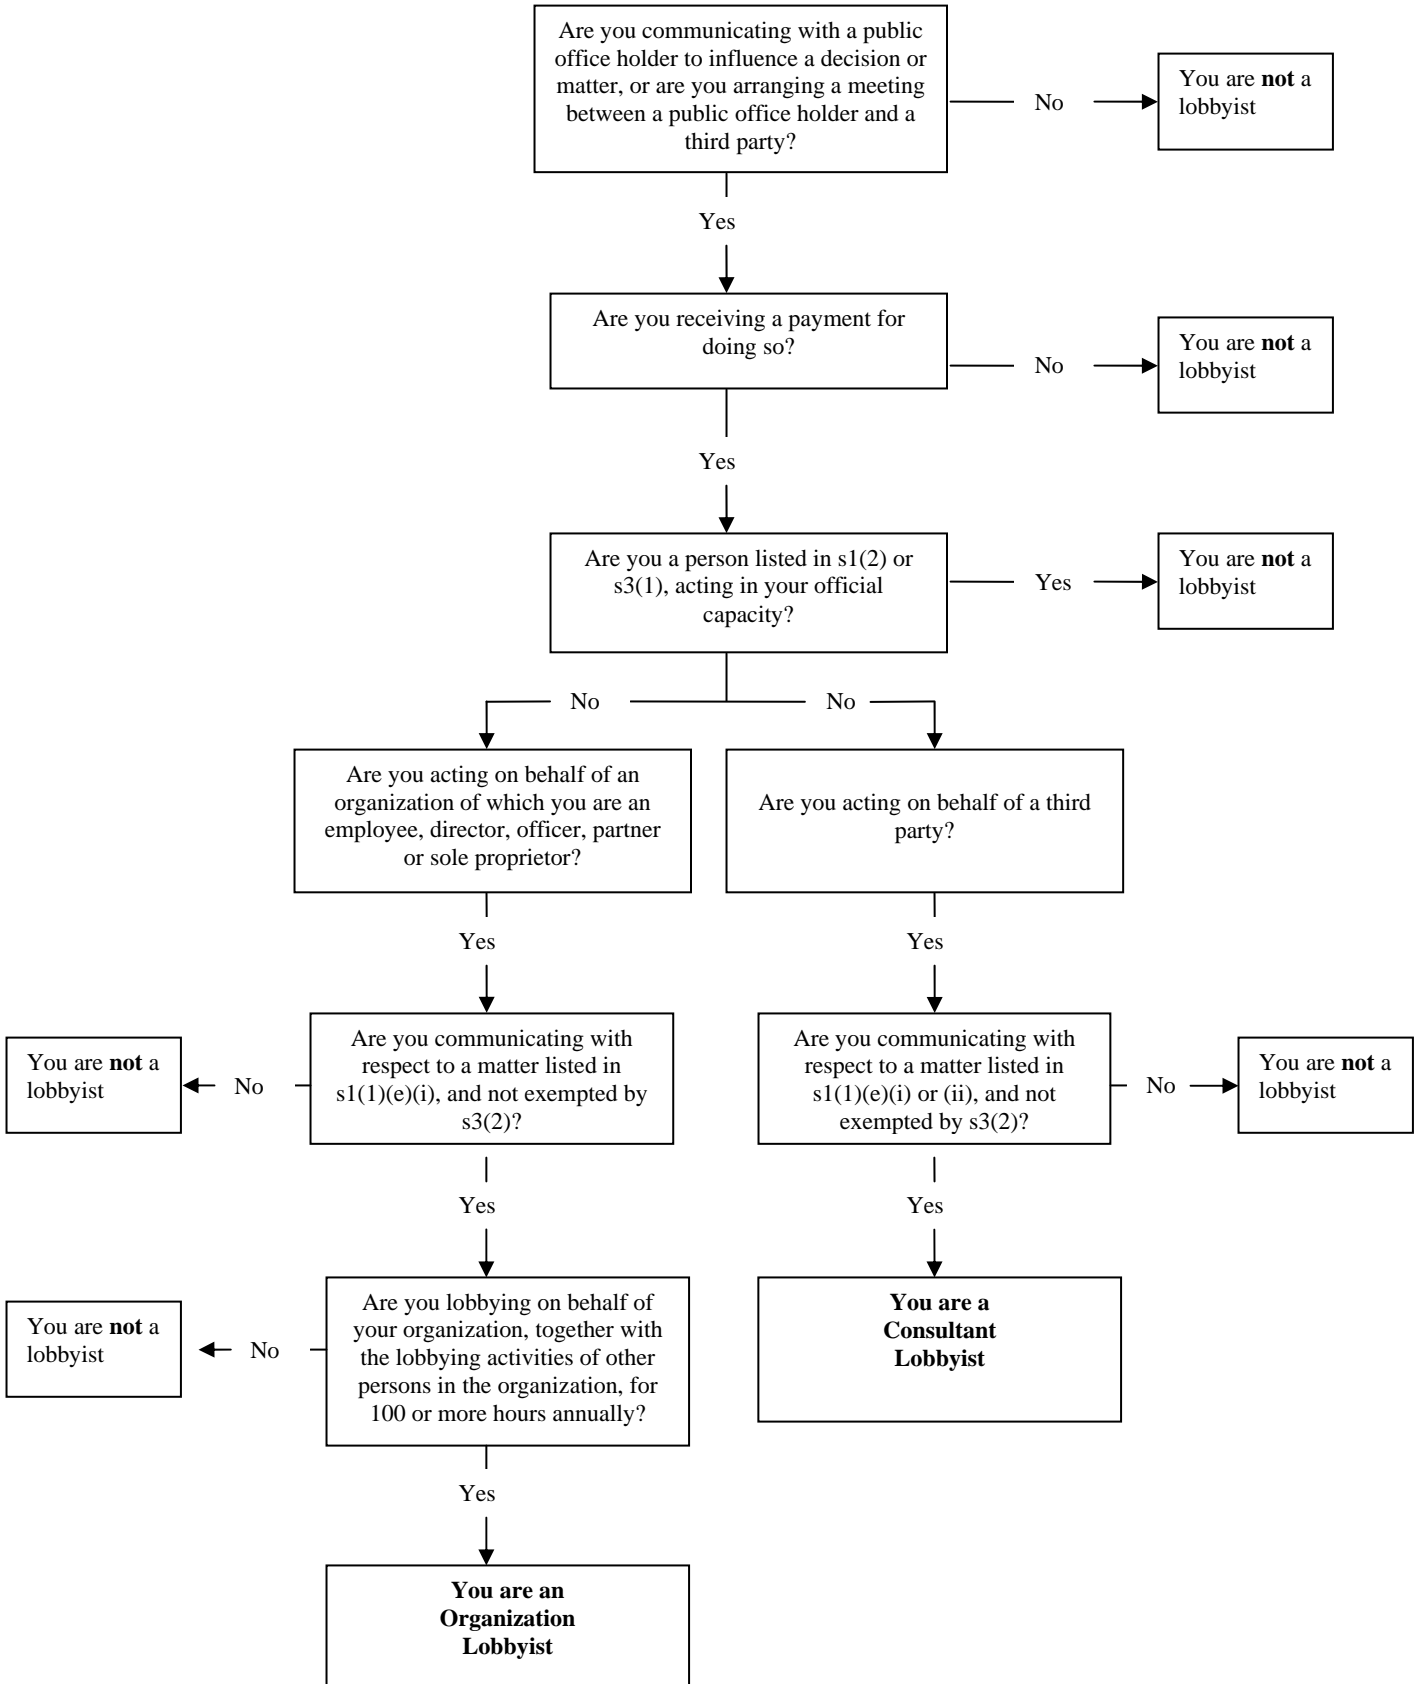 Are you communicating with a public
office holder to influence a decision or
matter, or are you arranging a meeting
between a public office holder and a
third party?
No
You are not a
lobbyist
Yes
Are you receiving a payment for
doing so?
No
You are not a
lobbyist
Yes
Are you a person listed in s1(2) or
s3(1), acting in your official
capacity?
Yes
You are not a
lobbyist
No
No
Are you acting on behalf of an
organization of which you are an
employee, director, officer, partner
or sole proprietor?
Are you acting on behalf of a third
party?
Yes
Yes
You are not a
lobbyist
No
Are you communicating with
respect to a matter listed in
s1(1)(e)(i), and not exempted by
s3(2)?
Are you communicating with
respect to a matter listed in
s1(1)(e)(i) or (ii), and not
exempted by s3(2)?
No
You are not a
lobbyist
Yes
Yes
You are not a
lobbyist
No
Are you lobbying on behalf of
your organization, together with
the lobbying activities of other
persons in the organization, for
100 or more hours annually?
You are a
Consultant
Lobbyist
Yes
You are an
Organization
Lobbyist